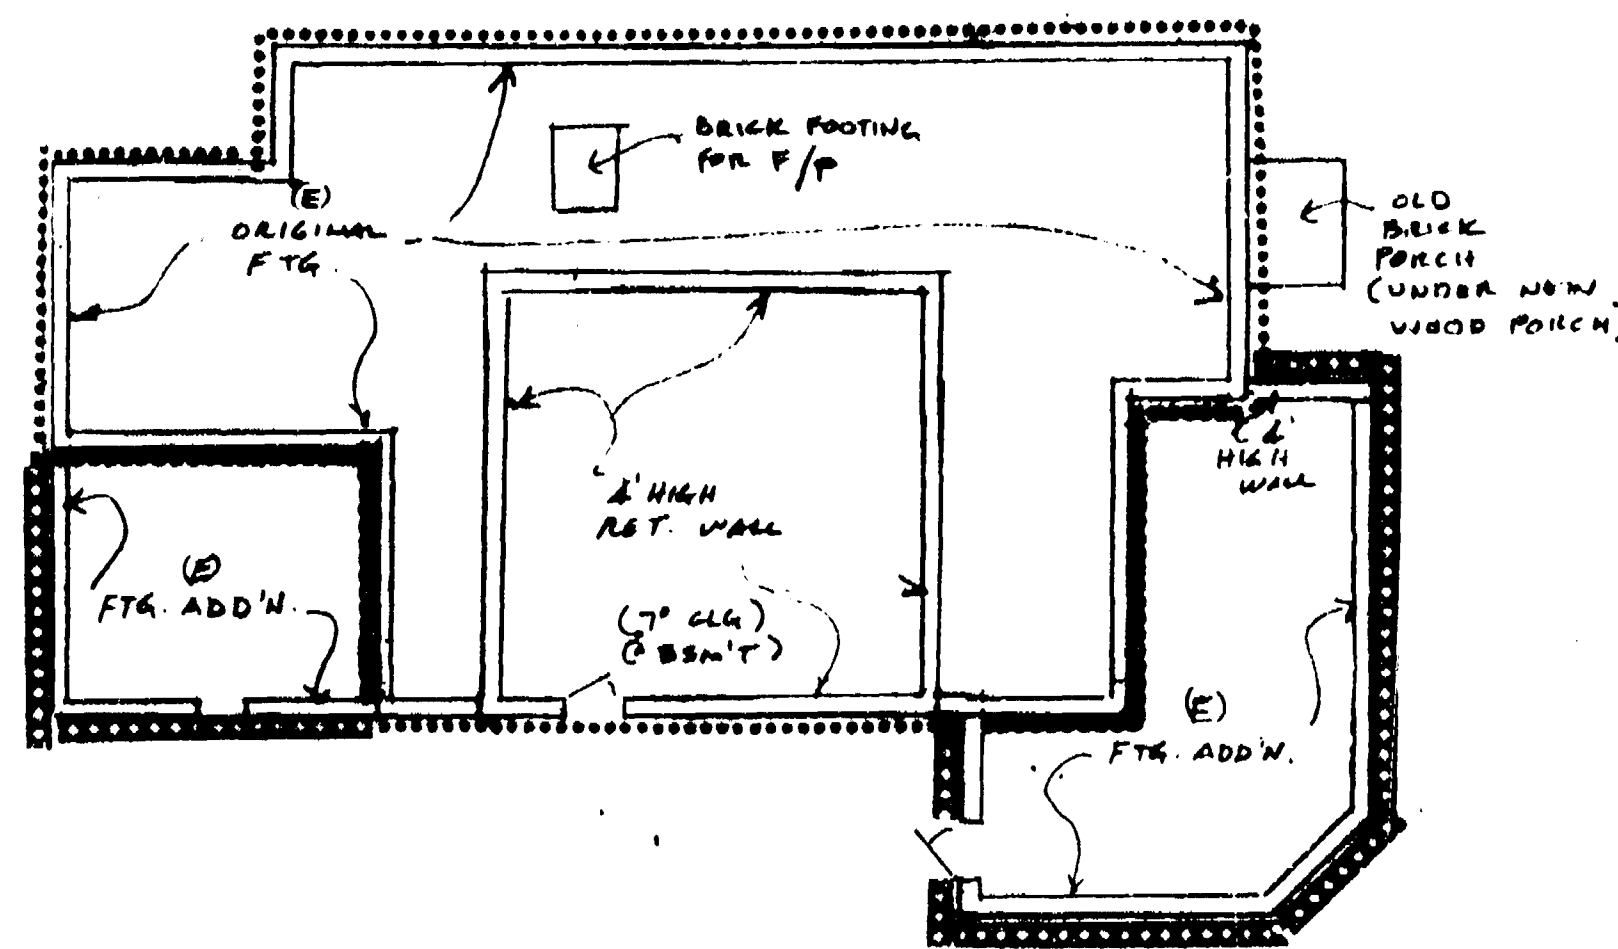 BRICK FOOTING
FOR F/P
(E)
ORIGINAL
FTG
OLD
BRICK
PORCH
(UNDER NEW
WOOD PORCH)
4'
HIGH
WALL
4' HIGH
RET. WALL
(7° CLG)
(@ BSM'T)
(E)
FTG. ADD'N.
(E)
FTG. ADD'N.